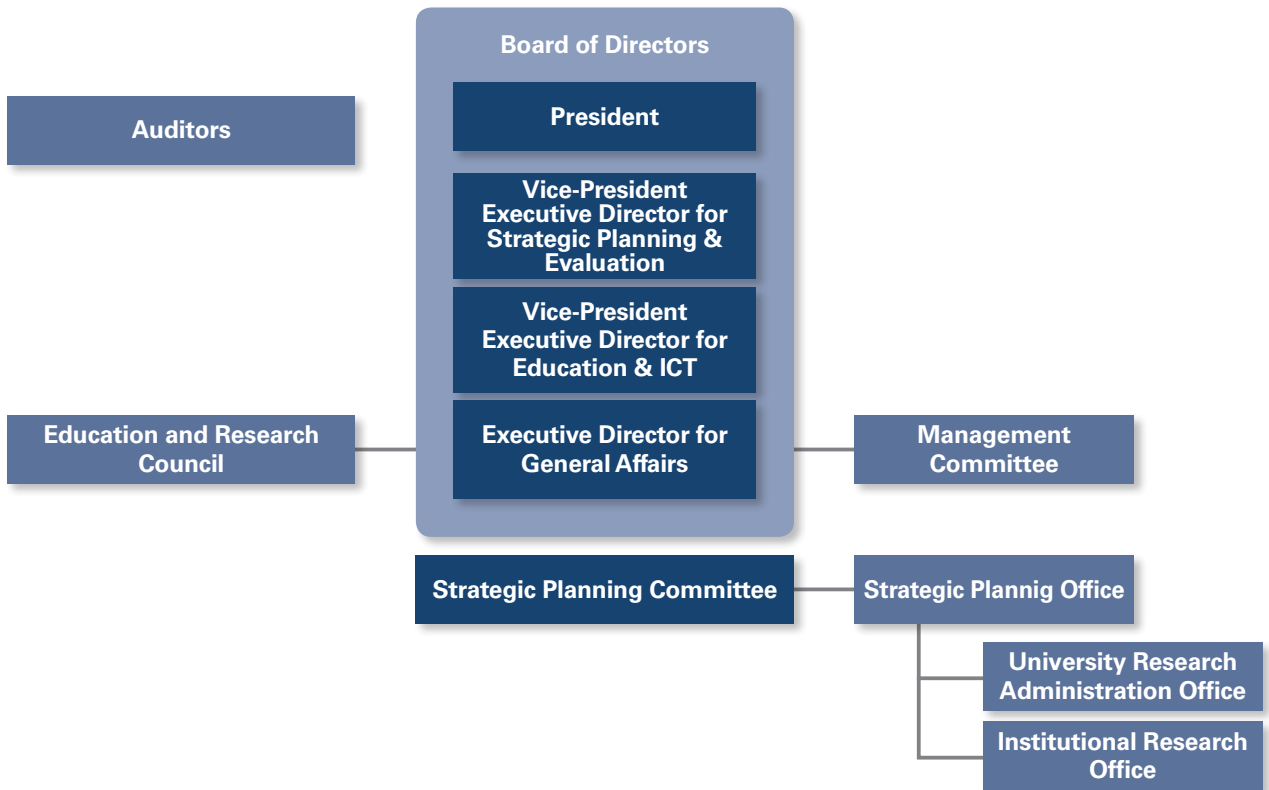 Board of Directors
President
Auditors
Vice-President
Executive Director for
Strategic Planning &
Evaluation
Vice-President
Executive Director for
Education & ICT
Education and Research
Council
Executive Director for
General Affairs
Management
Committee
Strategic Planning Committee
Strategic Plannig Office
University Research
Administration Office
Institutional Research
Office